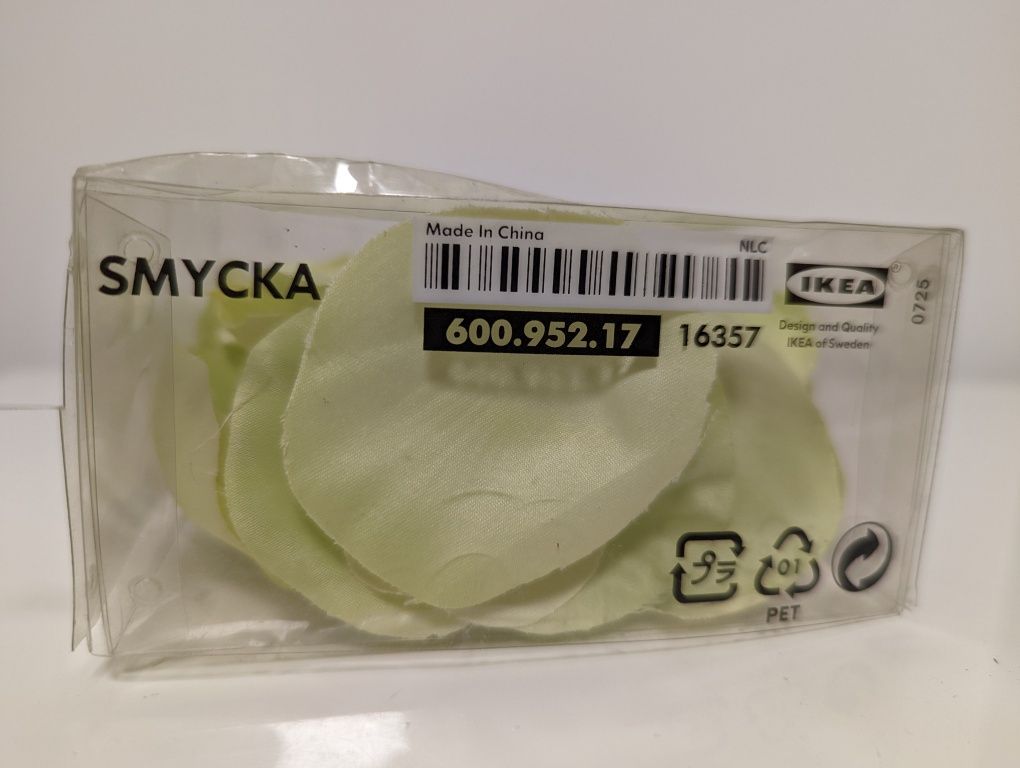 SMYCKA
Made In China
NLC
600.952.17
16357
IKEA®
Design and Quality
IKEA of Sweden
0725
プラ
01
PET